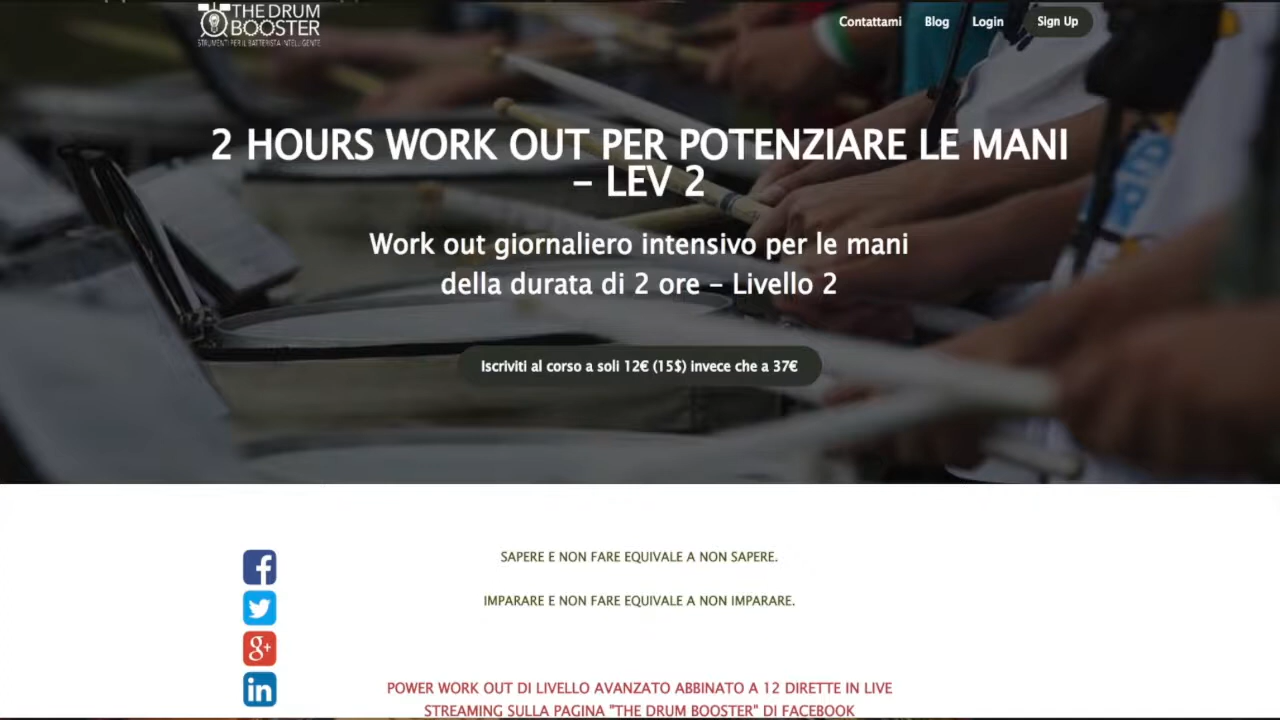 THE DRUM
BOOSTER
STRUMENTI PER IL BATTERISTA INTELLIGENTE
Contattami
Blog
Login
Sign Up
2 HOURS WORK OUT PER POTENZIARE LE MANI
– LEV 2
Work out giornaliero intensivo per le mani
della durata di 2 ore – Livello 2
Iscriviti al corso a soli 12€ (15$) invece che a 37€
SAPERE E NON FARE EQUIVALE A NON SAPERE.
IMPARARE E NON FARE EQUIVALE A NON IMPARARE.
POWER WORK OUT DI LIVELLO AVANZATO ABBINATO A 12 DIRETTE IN LIVE
STREAMING SULLA PAGINA "THE DRUM BOOSTER" DI FACEBOOK